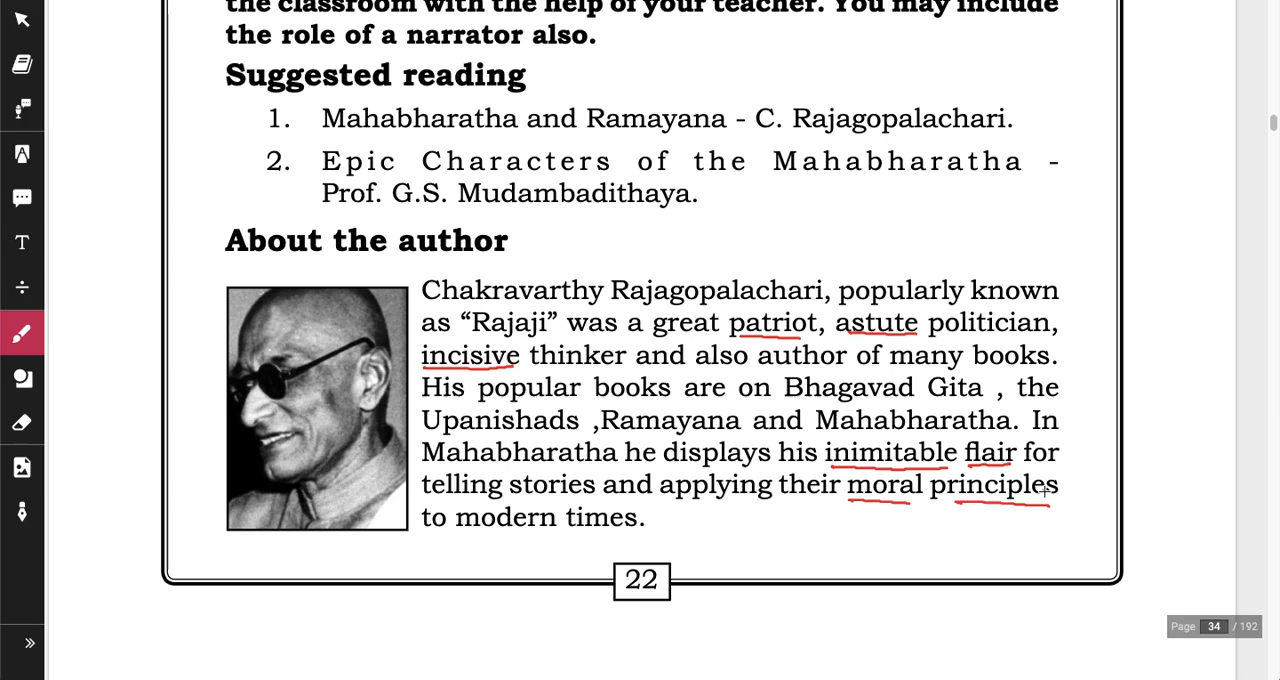 the classroom with the help of your teacher. You may include
the role of a narrator also.
Suggested reading
1. Mahabharatha and Ramayana - C. Rajagopalachari.
2. Epic Characters of the Mahabharatha -
Prof. G.S. Mudambadithaya.
About the author
Chakravarthy Rajagopalachari, popularly known
as “Rajaji” was a great patriot, astute politician,
incisive thinker and also author of many books.
His popular books are on Bhagavad Gita , the
Upanishads ,Ramayana and Mahabharatha. In
Mahabharatha he displays his inimitable flair for
telling stories and applying their moral principles
to modern times.
22
Page 34 / 192